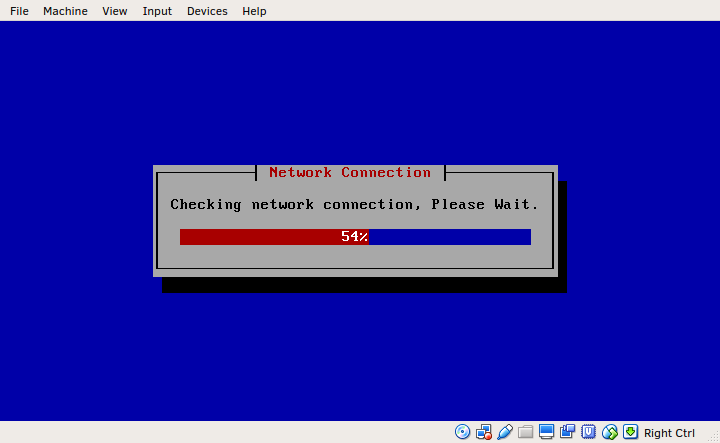 File Machine View Input Devices Help
Network Connection
Checking network connection, Please Wait.
54%
Right Ctrl